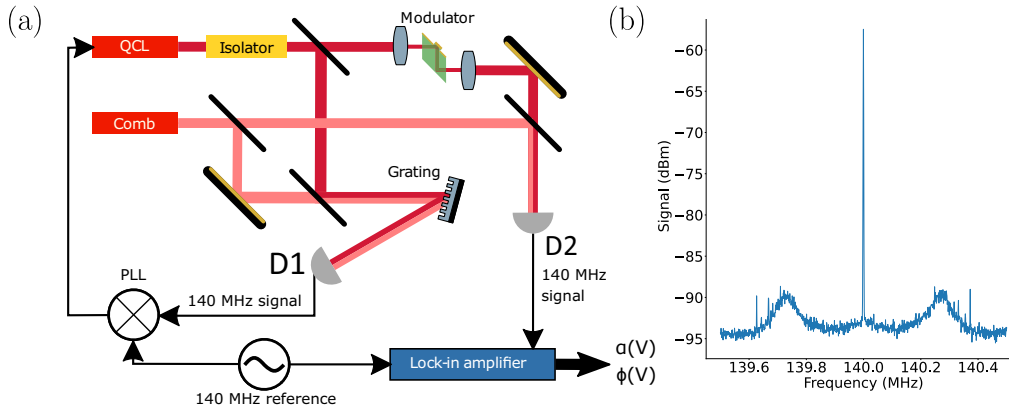 (a)
QCL
Isolator
Modulator
Comb
Grating
D1
D2
PLL
140 MHz signal
140 MHz
signal
Lock-in amplifier
α(V)
ϕ(V)
140 MHz reference
(b)
Signal (dBm)
−60
−65
−70
−75
−80
−85
−90
−95
139.6 139.8 140.0 140.2 140.4
Frequency (MHz)